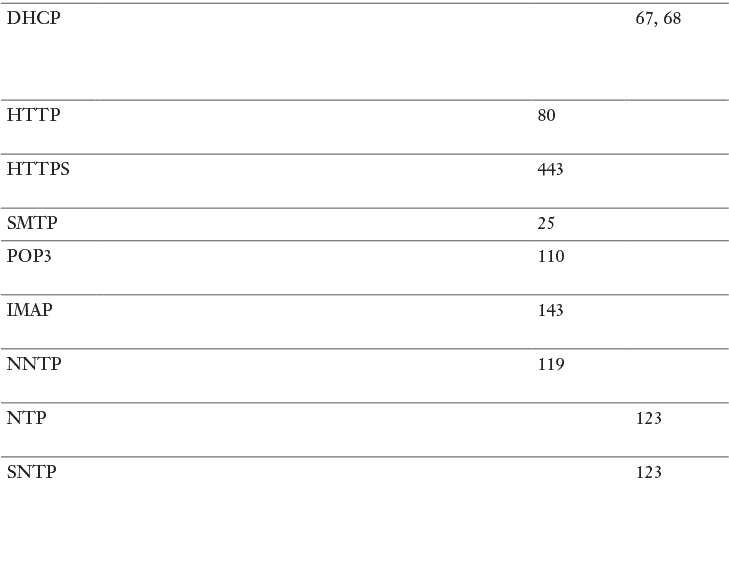 DHCP 67, 68
HTTP 80
HTTPS 443
SMTP 25
POP3 110
IMAP 143
NNTP 119
NTP 123
SNTP 123